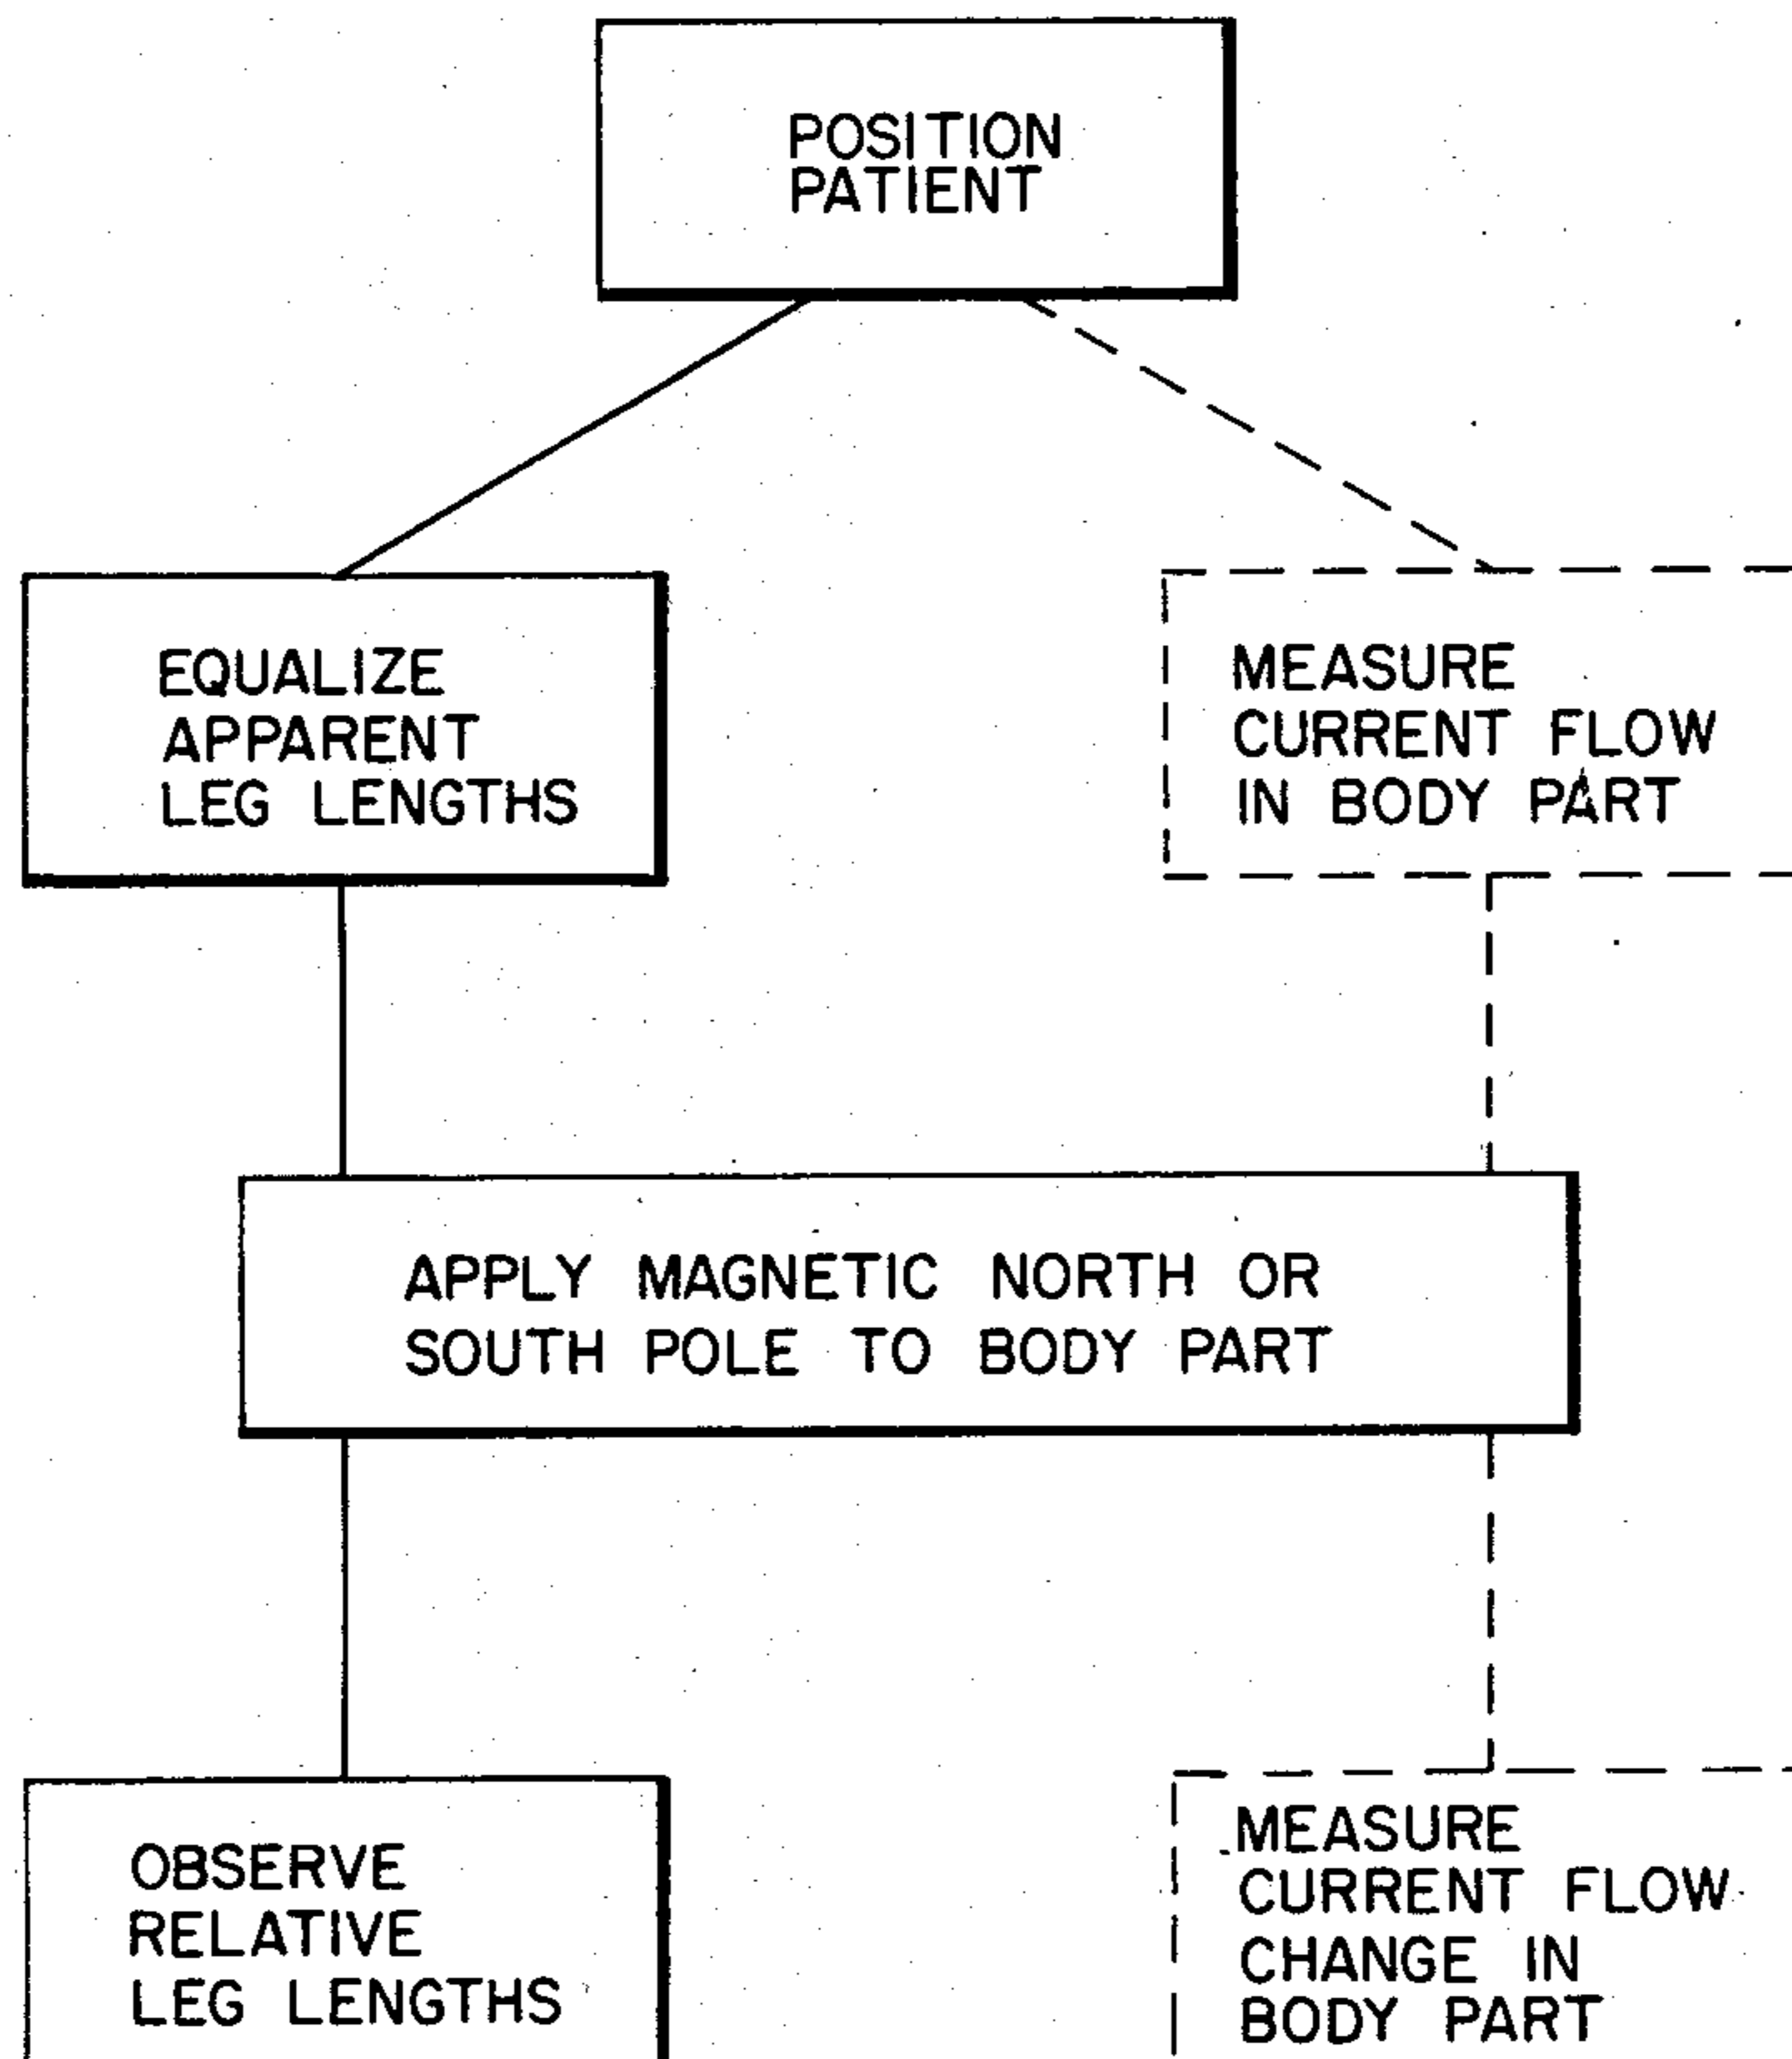 POSITION
PATIENT
EQUALIZE
APPARENT
LEG LENGTHS
MEASURE
CURRENT FLOW
IN BODY PART
APPLY MAGNETIC NORTH OR
SOUTH POLE TO BODY PART
OBSERVE
RELATIVE
LEG LENGTHS
MEASURE
CURRENT FLOW
CHANGE IN
BODY PART